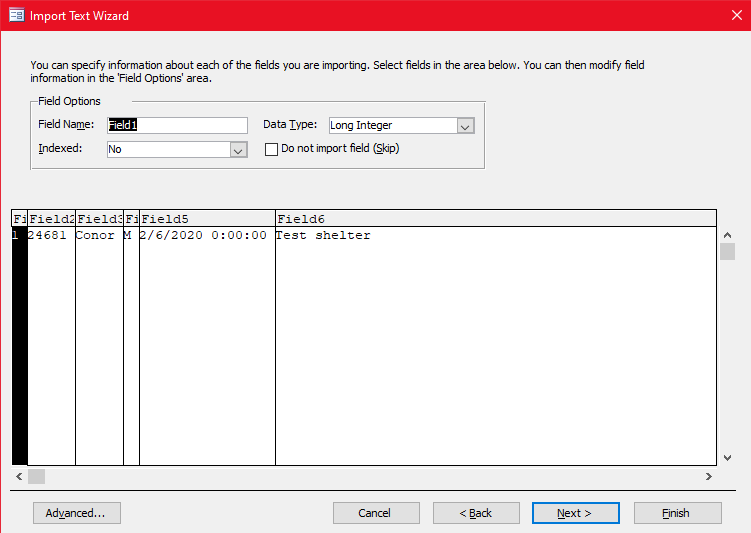 Import Text Wizard
You can specify information about each of the fields you are importing. Select fields in the area below. You can then modify field
information in the 'Field Options' area.
Field Options
Field Name: Field1 Data Type: Long Integer
Indexed: No Do not import field (Skip)
Fi Field2 Field3 Fi Field5 Field6
1 24681 Conor M 2/6/2020 0:00:00 Test shelter
Advanced... Cancel < Back Next > Finish